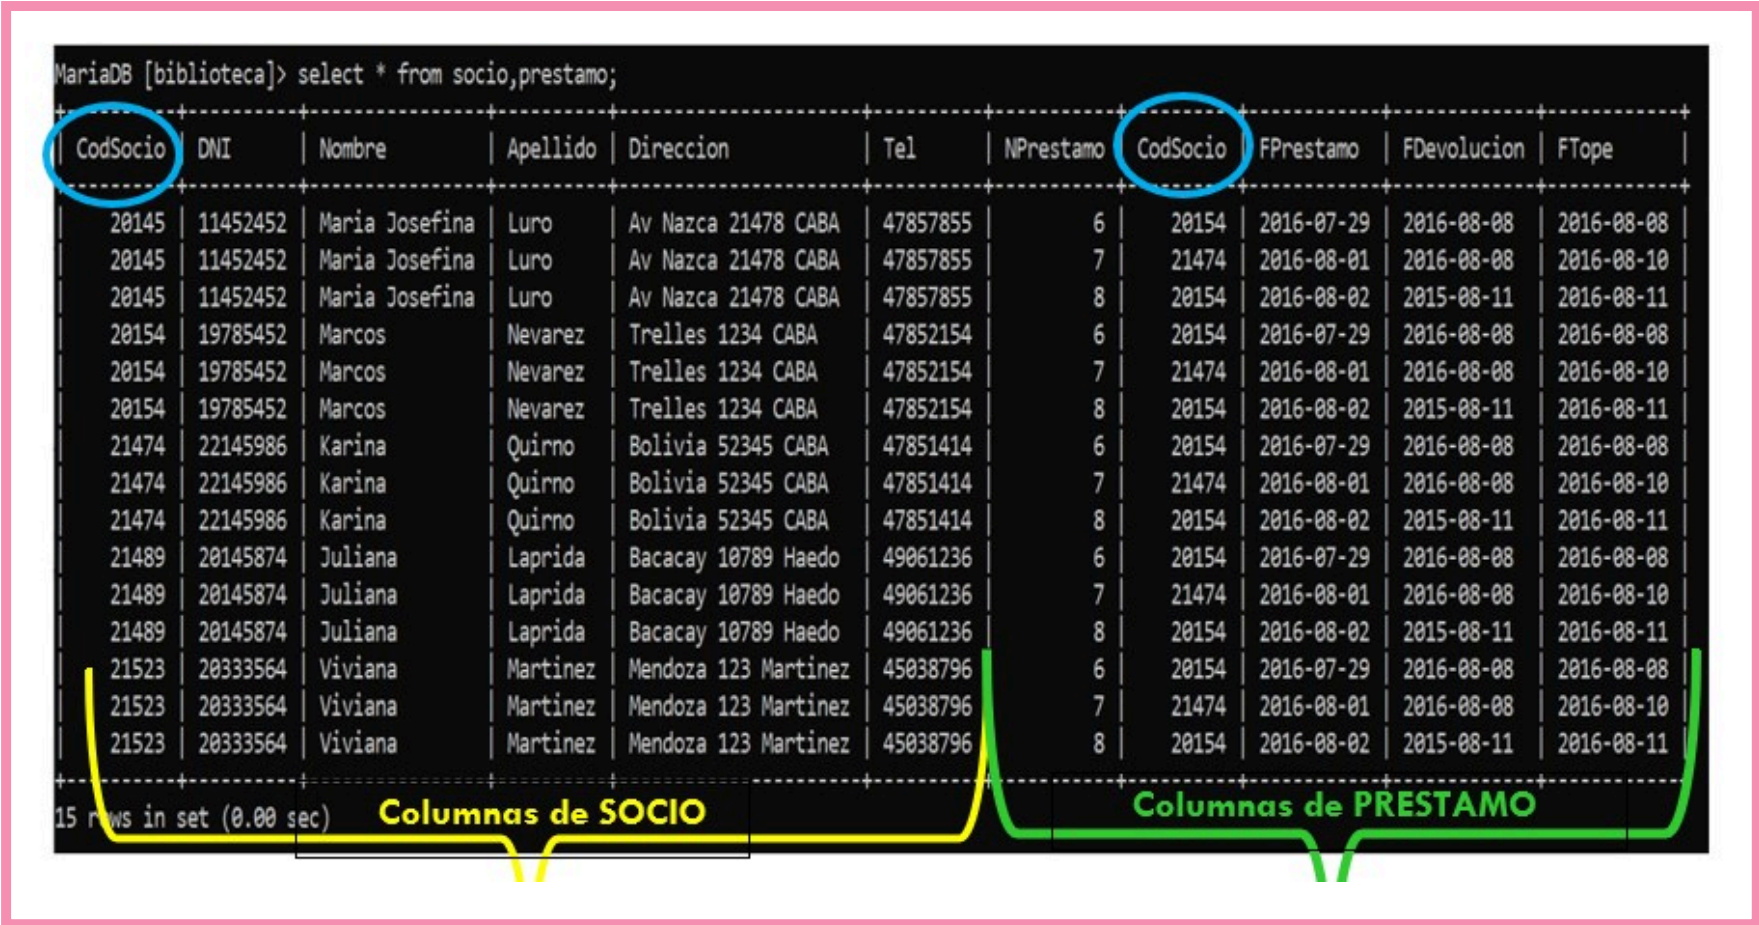 MariaDB [biblioteca]> select * from socio,prestamo;
| CodSocio | DNI | Nombre | Apellido | Direccion | Tel | NPrestamo | CodSocio | FPrestamo | FDevolucion | FTope |
| 20145 | 11452452 | Maria Josefina | Luro | Av Nazca 21478 CABA | 47857855 | 6 | 20154 | 2016-07-29 | 2016-08-08 | 2016-08-08 |
| 20145 | 11452452 | Maria Josefina | Luro | Av Nazca 21478 CABA | 47857855 | 7 | 21474 | 2016-08-01 | 2016-08-08 | 2016-08-10 |
| 20145 | 11452452 | Maria Josefina | Luro | Av Nazca 21478 CABA | 47857855 | 8 | 20154 | 2016-08-02 | 2015-08-11 | 2016-08-11 |
| 20154 | 19785452 | Marcos | Nevarez | Trelles 1234 CABA | 47852154 | 6 | 20154 | 2016-07-29 | 2016-08-08 | 2016-08-08 |
| 20154 | 19785452 | Marcos | Nevarez | Trelles 1234 CABA | 47852154 | 7 | 21474 | 2016-08-01 | 2016-08-08 | 2016-08-10 |
| 20154 | 19785452 | Marcos | Nevarez | Trelles 1234 CABA | 47852154 | 8 | 20154 | 2016-08-02 | 2015-08-11 | 2016-08-11 |
| 21474 | 22145986 | Karina | Quirno | Bolivia 52345 CABA | 47851414 | 6 | 20154 | 2016-07-29 | 2016-08-08 | 2016-08-08 |
| 21474 | 22145986 | Karina | Quirno | Bolivia 52345 CABA | 47851414 | 7 | 21474 | 2016-08-01 | 2016-08-08 | 2016-08-10 |
| 21474 | 22145986 | Karina | Quirno | Bolivia 52345 CABA | 47851414 | 8 | 20154 | 2016-08-02 | 2015-08-11 | 2016-08-11 |
| 21489 | 20145874 | Juliana | Laprida | Bacacay 10789 Haedo | 49061236 | 6 | 20154 | 2016-07-29 | 2016-08-08 | 2016-08-08 |
| 21489 | 20145874 | Juliana | Laprida | Bacacay 10789 Haedo | 49061236 | 7 | 21474 | 2016-08-01 | 2016-08-08 | 2016-08-10 |
| 21489 | 20145874 | Juliana | Laprida | Bacacay 10789 Haedo | 49061236 | 8 | 20154 | 2016-08-02 | 2015-08-11 | 2016-08-11 |
| 21523 | 20333564 | Viviana | Martinez | Mendoza 123 Martinez | 45038796 | 6 | 20154 | 2016-07-29 | 2016-08-08 | 2016-08-08 |
| 21523 | 20333564 | Viviana | Martinez | Mendoza 123 Martinez | 45038796 | 7 | 21474 | 2016-08-01 | 2016-08-08 | 2016-08-10 |
| 21523 | 20333564 | Viviana | Martinez | Mendoza 123 Martinez | 45038796 | 8 | 20154 | 2016-08-02 | 2015-08-11 | 2016-08-11 |
15 rows in set (0.00 sec)
Columnas de SOCIO
Columnas de PRESTAMO